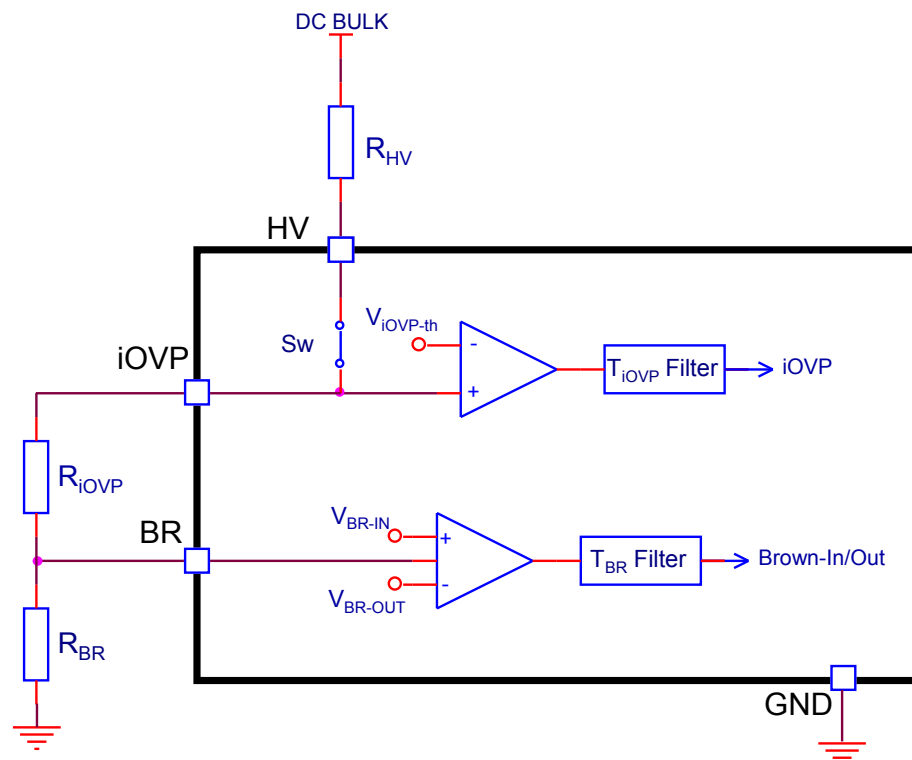 DC BULK
RHV
HV
ViOVP-th
-
Sw
iOVP
TiOVP Filter
iOVP
+
RiOVP
VBR-IN
BR
+
TBR Filter
Brown-In/Out
-
VBR-OUT
RBR
GND